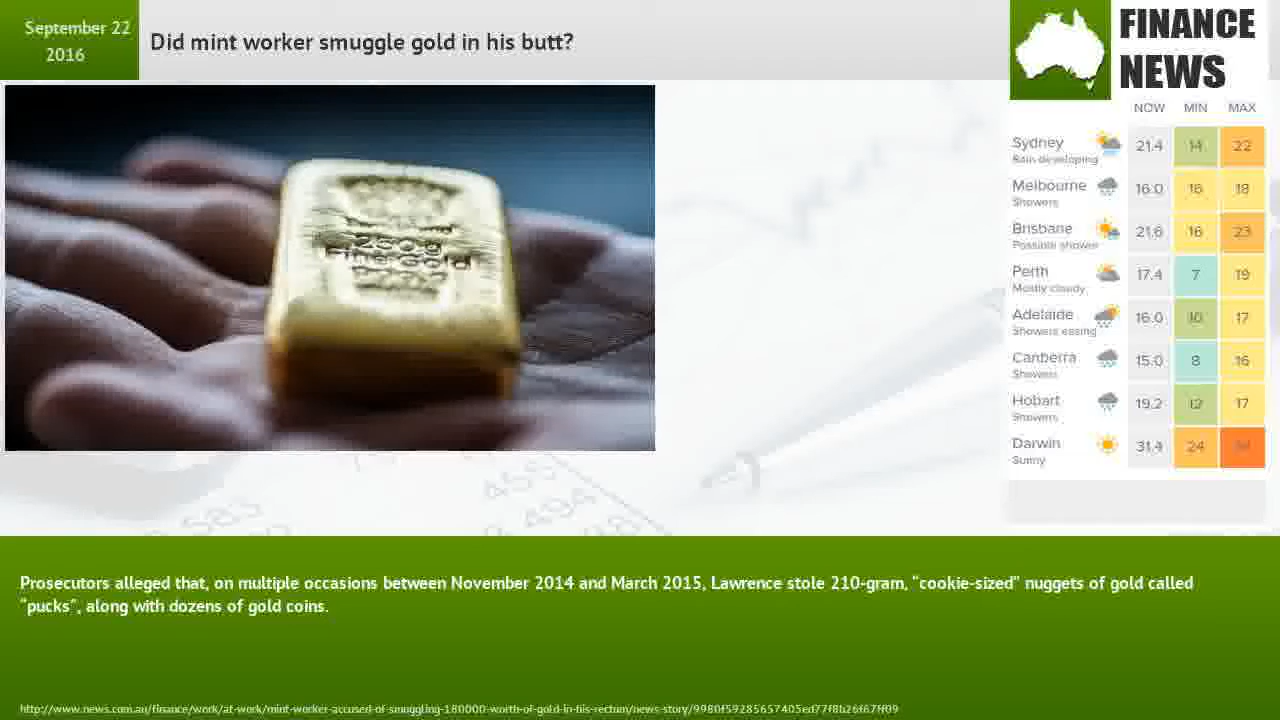 September 22
2016
Did mint worker smuggle gold in his butt?
FINANCE
NEWS
NOW MIN MAX
Sydney 21.4 14 22
Rain developing
Melbourne 16.0 16 18
Showers
Brisbane 21.6 16 23
Possible shower
Perth 17.4 7 19
Mostly cloudy
Adelaide 16.0 10 17
Showers easing
Canberra 15.0 8 16
Showers
Hobart 19.2 12 17
Showers
Darwin 31.4 24
Sunny
250g
Fine Gold
455
583
494
Prosecutors alleged that, on multiple occasions between November 2014 and March 2015, Lawrence stole 210-gram, “cookie-sized” nuggets of gold called
“pucks”, along with dozens of gold coins.
http://www.news.com.au/finance/work/at-work/mint-worker-accused-of-smuggling-180000-worth-of-gold-in-his-rectum/news-story/9980f59285657405ed77f8b26f67ff09